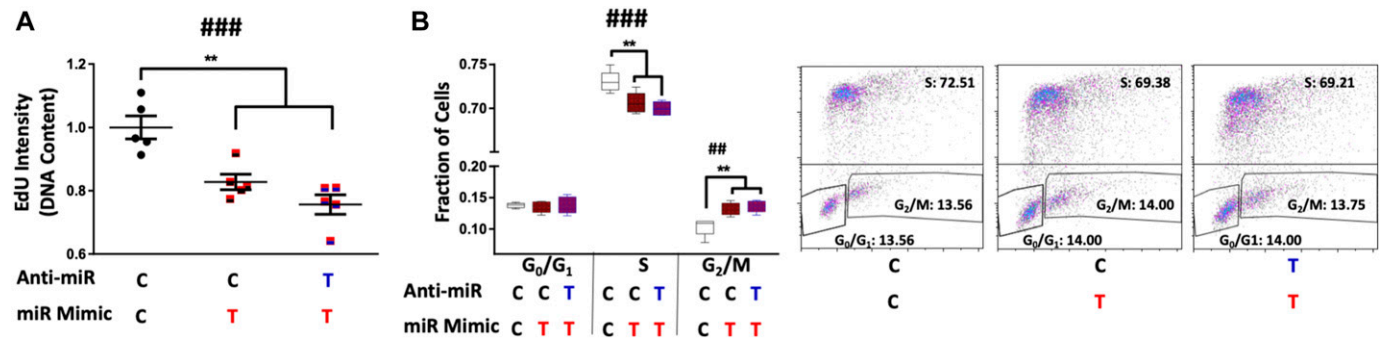 A
###
**
EdU Intensity
(DNA Content)
1.2
1.0
0.8
0.6
Anti-miR C C T
miR Mimic C T T
B
###
**
##
**
Fraction of Cells
0.75
0.70
0.20
0.15
0.10
G₀/G₁ S G₂/M
Anti-miR C C T C C T C C T
miR Mimic C T T C T T C T T
S: 72.51
G₂/M: 13.56
G₀/G₁: 13.56
C
C
S: 69.38
G₂/M: 14.00
G₀/G₁: 14.00
C
T
S: 69.21
G₂/M: 13.75
G₀/G1: 14.00
T
T